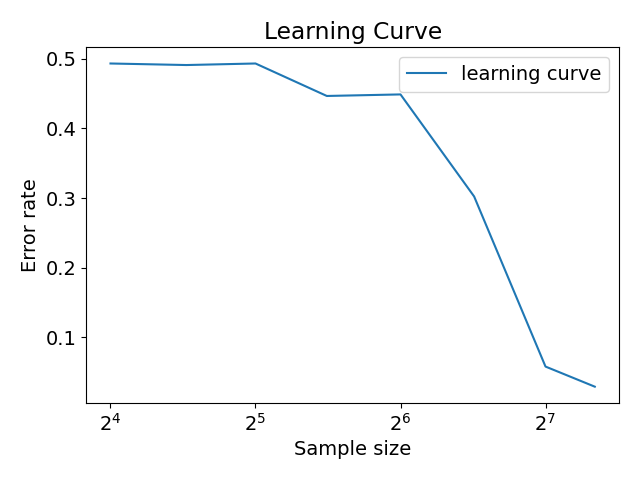 Learning Curve
learning curve
Error rate
0.5
0.4
0.3
0.2
0.1
2⁴ 2⁵ 2⁶ 2⁷
Sample size